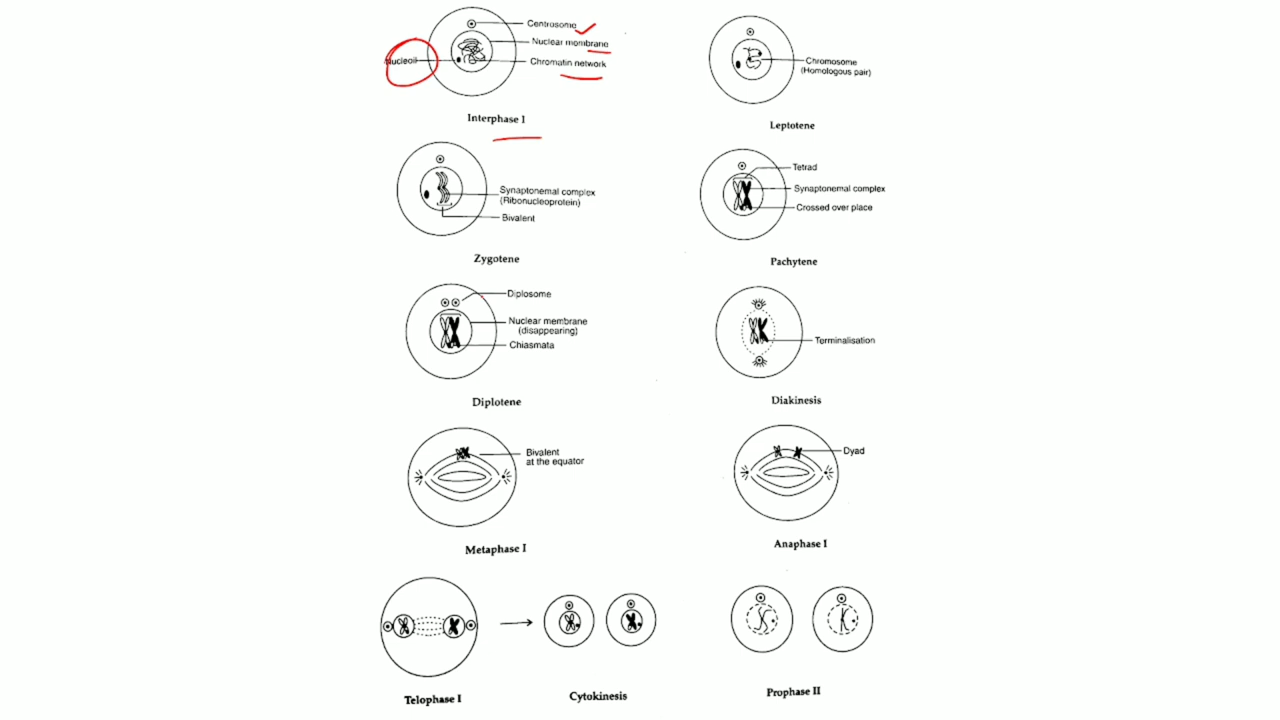 Centrosome
Nuclear membrane
Nucleoli
Chromatin network
Interphase I
Chromosome
(Homologous pair)
Leptotene
Synaptonemal complex
(Ribonucleoprotein)
Bivalent
Zygotene
Tetrad
Synaptonemal complex
Crossed over place
Pachytene
Diplosome
Nuclear membrane
(disappearing)
Chiasmata
Diplotene
Terminalisation
Diakinesis
Bivalent
at the equator
Metaphase I
Dyad
Anaphase I
Telophase I
Cytokinesis
Prophase II